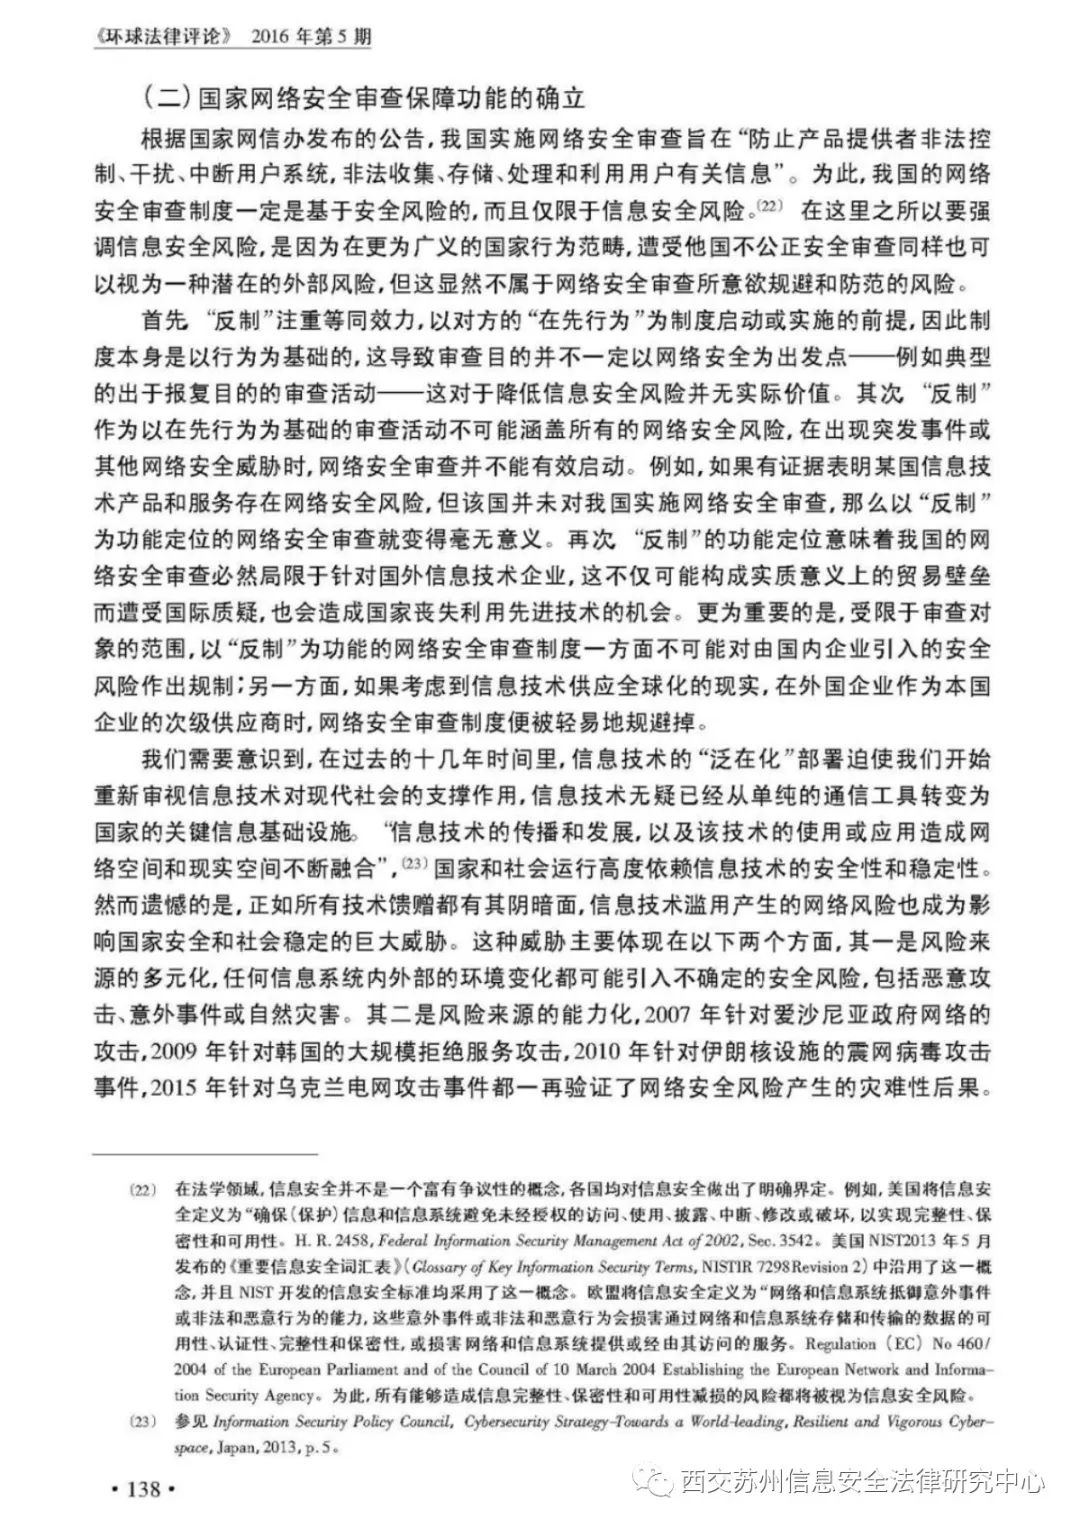 《环球法律评论》 2016 年第 5 期
(二)国家网络安全审查保障功能的确立
根据国家网信办发布的公告,我国实施网络安全审查旨在“防止产品提供者非法控
制、干扰、中断用户系统,非法收集、存储、处理和利用用户有关信息”。为此,我国的网络
安全审查制度一定是基于安全风险的,而且仅限于信息安全风险。〔22〕 在这里之所以要强
调信息安全风险,是因为在更为广义的国家行为范畴,遭受他国不公正安全审查同样也可
以视为一种潜在的外部风险,但这显然不属于网络安全审查所意欲规避和防范的风险。
首先,“反制”注重等同效力,以对方的“在先行为”为制度启动或实施的前提,因此制
度本身是以行为为基础的,这导致审查目的并不一定以网络安全为出发点——例如典型
的出于报复目的的审查活动——这对于降低信息安全风险并无实际价值。其次,“反制”
作为以在先行为为基础的审查活动不可能涵盖所有的网络安全风险,在出现突发事件或
其他网络安全威胁时,网络安全审查并不能有效启动。例如,如果有证据表明某国信息技
术产品和服务存在网络安全风险,但该国并未对我国实施网络安全审查,那么以“反制”
为功能定位的网络安全审查就变得毫无意义。再次,“反制”的功能定位意味着我国的网
络安全审查必然局限于针对国外信息技术企业,这不仅可能构成实质意义上的贸易壁垒
而遭受国际质疑,也会造成国家丧失利用先进技术的机会。更为重要的是,受限于审查对
象的范围,以“反制”为功能的网络安全审查制度一方面不可能对由国内企业引入的安全
风险作出规制;另一方面,如果考虑到信息技术供应全球化的现实,在外国企业作为本国
企业的次级供应商时,网络安全审查制度便被轻易地规避掉。
我们需要意识到,在过去的十几年时间里,信息技术的“泛在化”部署迫使我们开始
重新审视信息技术对现代社会的支撑作用,信息技术无疑已经从单纯的通信工具转变为
国家的关键信息基础设施。“信息技术的传播和发展,以及该技术的使用或应用造成网
络空间和现实空间不断融合”,〔23〕国家和社会运行高度依赖信息技术的安全性和稳定性。
然而遗憾的是,正如所有技术馈赠都有其阴暗面,信息技术滥用产生的网络风险也成为影
响国家安全和社会稳定的巨大威胁。这种威胁主要体现在以下两个方面,其一是风险来
源的多元化,任何信息系统内外部的环境变化都可能引入不确定的安全风险,包括恶意攻
击、意外事件或自然灾害。其二是风险来源的能力化,2007 年针对爱沙尼亚政府网络的
攻击,2009 年针对韩国的大规模拒绝服务攻击,2010 年针对伊朗核设施的震网病毒攻击
事件,2015 年针对乌克兰电网攻击事件都一再验证了网络安全风险产生的灾难性后果。
〔22〕 在法学领域,信息安全并不是一个富有争议性的概念,各国均对信息安全做出了明确界定。例如,美国将信息安
全定义为“确保(保护)信息和信息系统避免未经授权的访问、使用、披露、中断、修改或破坏,以实现完整性、保
密性和可用性。H. R. 2458, Federal Information Security Management Act of 2002, Sec. 3542。美国 NIST2013 年 5 月
发布的《重要信息安全词汇表》(Glossary of Key Information Security Terms, NISTIR 7298Revision 2)中沿用了这一概
念,并且 NIST 开发的信息安全标准均采用了这一概念。欧盟将信息安全定义为“网络和信息系统抵御意外事件
或非法和恶意行为的能力,这些意外事件或非法和恶意行为会损害通过网络和信息系统存储和传输的数据的可
用性、认证性、完整性和保密性,或损害网络和信息系统提供或经由其访问的服务。Regulation (EC) No 460/
2004 of the European Parliament and of the Council of 10 March 2004 Establishing the European Network and Informa-
tion Security Agency。为此,所有能够造成信息完整性、保密性和可用性减损的风险都将被视为信息安全风险。
〔23〕 参见 Information Security Policy Council, Cybersecurity Strategy-Towards a World-leading, Resilient and Vigorous Cyber-
space, Japan, 2013, p. 5。
· 138 ·
西交苏州信息安全法律研究中心